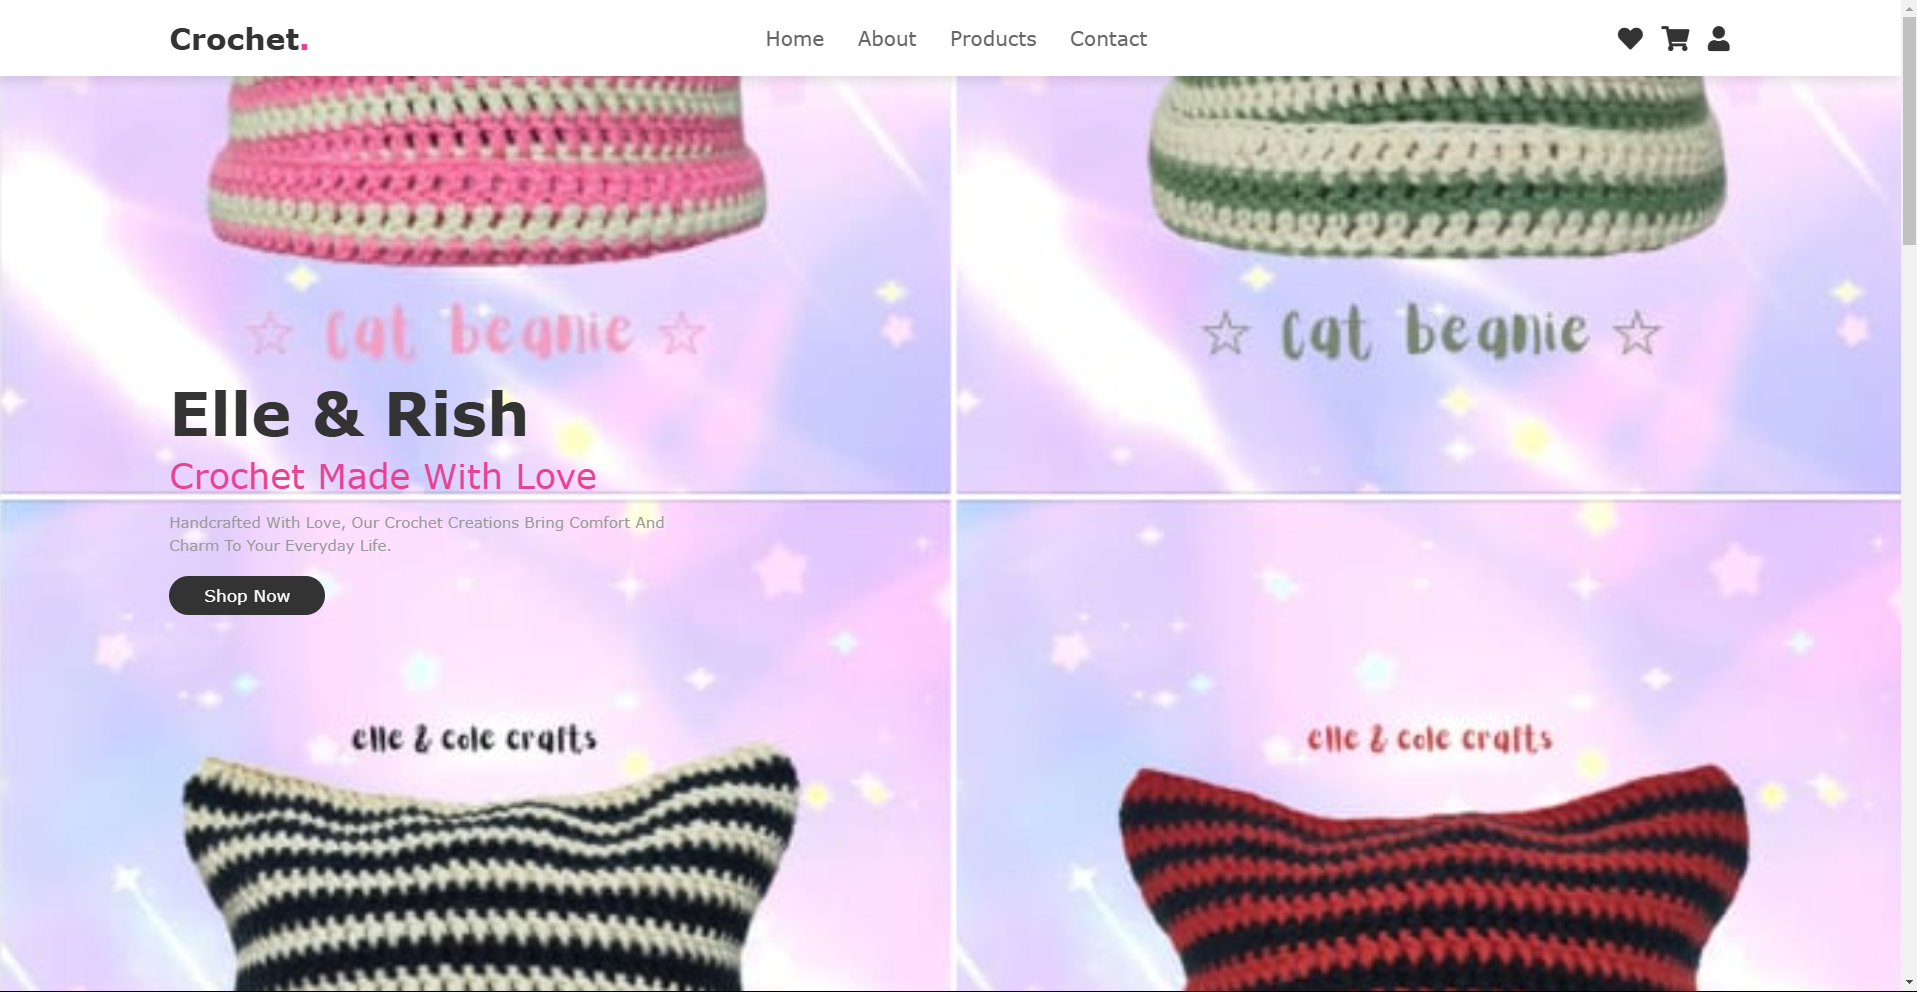 Crochet.
Home About Products Contact
☆ Cat beanie ☆
☆ Cat beanie ☆
Elle & Rish
Crochet Made With Love
Handcrafted With Love, Our Crochet Creations Bring Comfort And
Charm To Your Everyday Life.
Shop Now
elle & cole crafts
elle & cole crafts